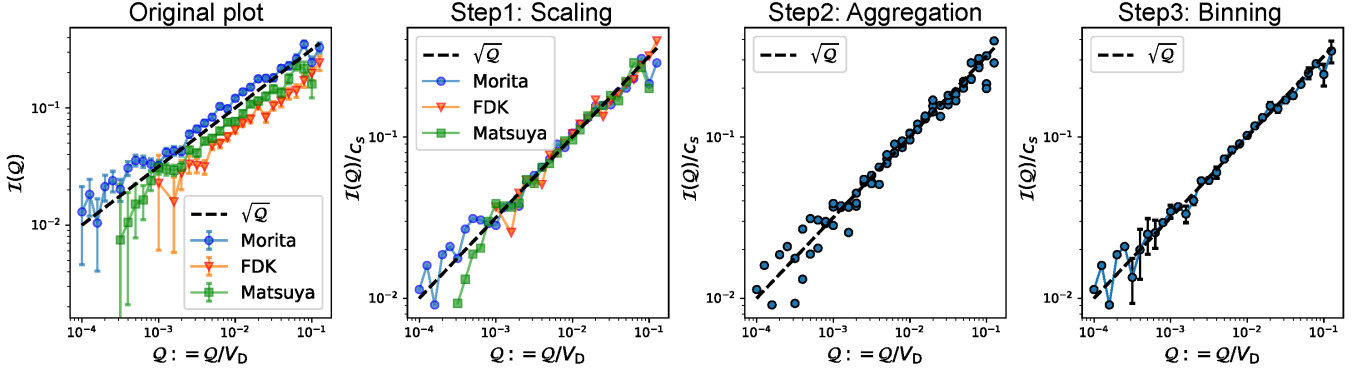 Original plot
Step1: Scaling
Step2: Aggregation
Step3: Binning
𝓘(𝒬)
10⁻¹
10⁻²
√𝒬
Morita
FDK
Matsuya
10⁻⁴ 10⁻³ 10⁻² 10⁻¹
𝒬 := Q/V_D
𝓘(𝒬)/c_s
10⁻¹
10⁻²
√𝒬
Morita
FDK
Matsuya
10⁻⁴ 10⁻³ 10⁻² 10⁻¹
𝒬 := Q/V_D
𝓘(𝒬)/c_s
10⁻¹
10⁻²
√𝒬
10⁻⁴ 10⁻³ 10⁻² 10⁻¹
𝒬 := Q/V_D
𝓘(𝒬)/c_s
10⁻¹
10⁻²
√𝒬
10⁻⁴ 10⁻³ 10⁻² 10⁻¹
𝒬 := Q/V_D